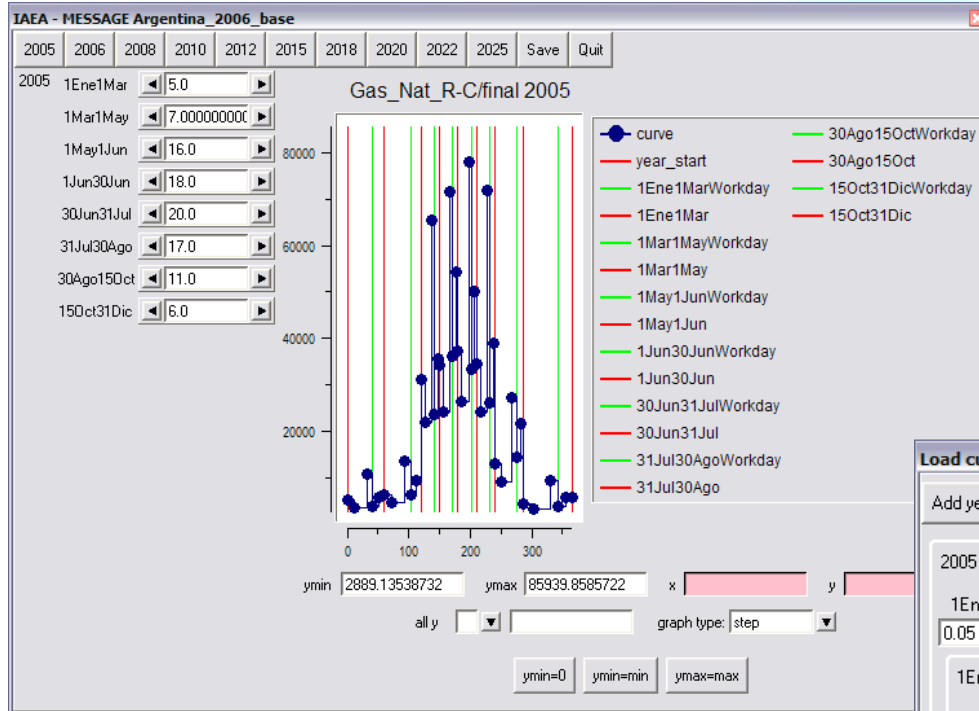 IAEA - MESSAGE Argentina_2006_base
2005 2006 2008 2010 2012 2015 2018 2020 2022 2025 Save Quit
2005 1Ene1Mar 5.0
1Mar1May 7.000000000
1May1Jun 16.0
1Jun30Jun 18.0
30Jun31Jul 20.0
31Jul30Ago 17.0
30Ago15Oct 11.0
15Oct31Dic 6.0
Gas_Nat_R-C/final 2005
80000
60000
40000
20000
0 100 200 300
curve
year_start
1Ene1MarWorkday
1Ene1Mar
1Mar1MayWorkday
1Mar1May
1May1JunWorkday
1May1Jun
1Jun30JunWorkday
1Jun30Jun
30Jun31JulWorkday
30Jun31Jul
31Jul30AgoWorkday
31Jul30Ago
30Ago15OctWorkday
30Ago15Oct
15Oct31DicWorkday
15Oct31Dic
ymin 2889.13538732 ymax 85939.8585722 x y
all y graph type: step
ymin=0 ymin=min ymax=max
Load cu
Add ye
2005
1En
0.05
1En